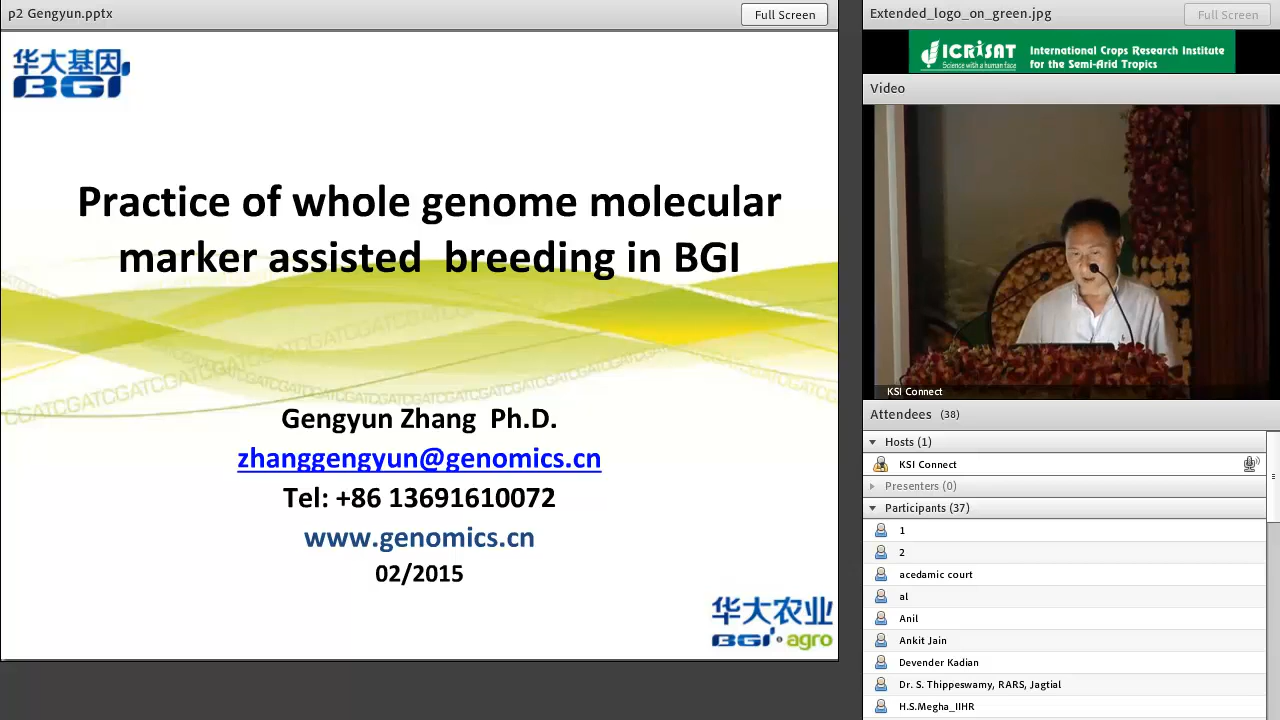 p2 Gengyun.pptx
Full Screen
华大基因
BGI
Practice of whole genome molecular
marker assisted breeding in BGI
CGATCGATCGATCGATCGATCGATCGATCGATC
Gengyun Zhang Ph.D.
zhanggengyun@genomics.cn
Tel: +86 13691610072
www.genomics.cn
02/2015
华大农业
BGI agro
Extended_logo_on_green.jpg
Full Screen
ICRISAT
Science with a human face
International Crops Research Institute
for the Semi-Arid Tropics
Video
KSI Connect
Attendees (38)
Hosts (1)
KSI Connect
Presenters (0)
Participants (37)
1
2
acedamic court
al
Anil
Ankit Jain
Devender Kadian
Dr. S. Thippeswamy, RARS, Jagtial
H.S.Megha_IIHR